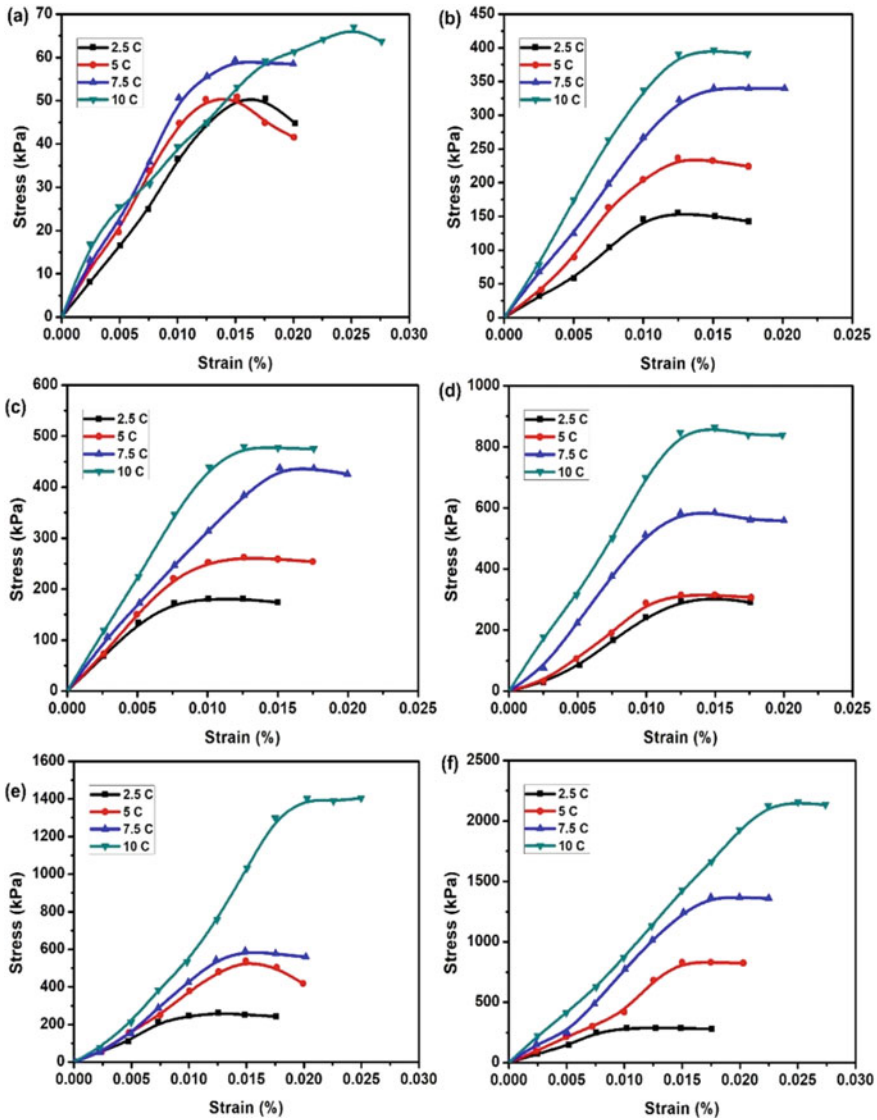 (a)
2.5 C
5 C
7.5 C
10 C
70
60
50
40
30
20
10
0
Stress (kPa)
0.000 0.005 0.010 0.015 0.020 0.025 0.030
Strain (%)
(b)
2.5 C
5 C
7.5 C
10 C
450
400
350
300
250
200
150
100
50
0
Stress (kPa)
0.000 0.005 0.010 0.015 0.020 0.025
Strain (%)
(c)
2.5 C
5 C
7.5 C
10 C
600
500
400
300
200
100
0
Stress (kPa)
0.000 0.005 0.010 0.015 0.020 0.025
Strain (%)
(d)
2.5 C
5 C
7.5 C
10 C
1000
800
600
400
200
0
Stress (kPa)
0.000 0.005 0.010 0.015 0.020 0.025
Strain (%)
(e)
2.5 C
5 C
7.5 C
10 C
1600
1400
1200
1000
800
600
400
200
0
Stress (kPa)
0.000 0.005 0.010 0.015 0.020 0.025 0.030
Strain (%)
(f)
2.5 C
5 C
7.5 C
10 C
2500
2000
1500
1000
500
0
Stress (kPa)
0.000 0.005 0.010 0.015 0.020 0.025 0.030
Strain (%)